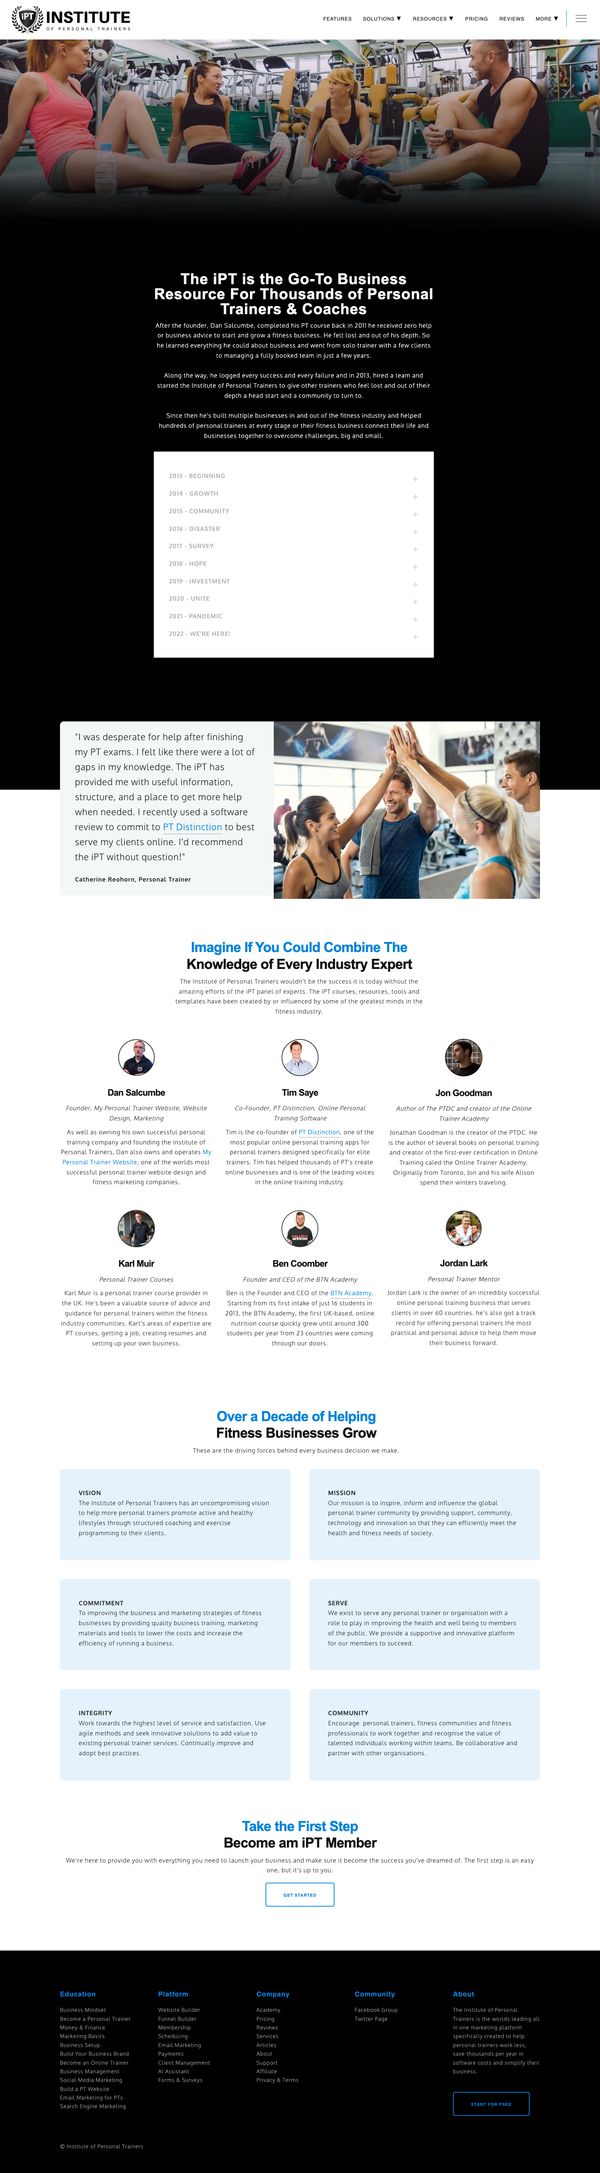 iPT INSTITUTE
OF PERSONAL TRAINERS
FEATURES SOLUTIONS ▼ RESOURCES ▼ PRICING REVIEWS MORE ▼
The iPT is the Go-To Business
Resource For Thousands of Personal
Trainers & Coaches
After the founder, Dan Salcumbe, completed his PT course back in 2011 he received zero help
or business advice to start and grow a fitness business. He felt lost and out of his depth. So
he learned everything he could about business and went from solo trainer with a few clients
to managing a fully booked team in just a few years.
Along the way, he logged every success and every failure and in 2013, hired a team and
started the Institute of Personal Trainers to give other trainers who feel lost and out of their
depth a head start and a community to turn to.
Since then he's built multiple businesses in and out of the fitness industry and helped
hundreds of personal trainers at every stage or their fitness business connect their life and
businesses together to overcome challenges, big and small.
2013 - BEGINNING +
2014 - GROWTH +
2015 - COMMUNITY +
2016 - DISASTER +
2017 - SURVEY +
2018 - HOPE +
2019 - INVESTMENT +
2020 - UNITE +
2021 - PANDEMIC +
2022 - WE'RE HERE! +
"I was desperate for help after finishing
my PT exams. I felt like there were a lot of
gaps in my knowledge. The iPT has
provided me with useful information,
structure, and a place to get more help
when needed. I recently used a software
review to commit to PT Distinction to best
serve my clients online. I'd recommend
the iPT without question!"
Catherine Reohorn, Personal Trainer
Imagine If You Could Combine The
Knowledge of Every Industry Expert
The Institute of Personal Trainers wouldn't be the success it is today without the
amazing efforts of the iPT panel of experts. The iPT courses, resources, tools and
templates have been created by or influenced by some of the greatest minds in the
fitness industry.
Dan Salcumbe
Founder, My Personal Trainer Website, Website
Design, Marketing
As well as owning his own successful personal
training company and founding the Institute of
Personal Trainers, Dan also owns and operates My
Personal Trainer Website, one of the worlds most
successful personal trainer website design and
fitness marketing companies.
Tim Saye
Co-Founder, PT Distinction, Online Personal
Training Software
Tim is the co-founder of PT Distinction, one of the
most popular online personal training apps for
personal trainers designed specifically for elite
trainers. Tim has helped thousands of PT's create
online businesses and is one of the leading voices
in the online training industry.
Jon Goodman
Author of The PTDC and creator of the Online
Trainer Academy
Jonathan Goodman is the creator of the PTDC. He
is the author of several books on personal training
and creator of the first-ever certification in Online
Training caled the Online Trainer Academy.
Originally from Toronto, Jon and his wife Alison
spend their winters traveling.
Karl Muir
Personal Trainer Courses
Karl Muir is a personal trainer course provider in
the UK. He's been a valuable source of advice and
guidance for personal trainers within the fitness
industry communities. Karl's areas of expertise are
PT courses, getting a job, creating resumes and
setting up your own business.
Ben Coomber
Founder and CEO of the BTN Academy
Ben is the Founder and CEO of the BTN Academy.
Starting from its first intake of just 16 students in
2013, the BTN Academy, the first UK-based, online
nutrition course quickly grew until around 300
students per year from 23 countries were coming
through our doors.
Jordan Lark
Personal Trainer Mentor
Jordan Lark is the owner of an incredibly successful
online personal training business that serves
clients in over 60 countries. he's also got a track
record for offering personal trainers the most
practical and personal advice to help them move
their business forward.
Over a Decade of Helping
Fitness Businesses Grow
These are the driving forces behind every business decision we make.
VISION
The Institute of Personal Trainers has an uncompromising vision
to help more personal trainers promote active and healthy
lifestyles through structured coaching and exercise
programming to their clients.
MISSION
Our mission is to inspire, inform and influence the global
personal trainer community by providing support, community,
technology and innovation so that they can efficiently meet the
health and fitness needs of society.
COMMITMENT
To improving the business and marketing strategies of fitness
businesses by providing quality business training, marketing
materials and tools to lower the costs and increase the
efficiency of running a business.
SERVE
We exist to serve any personal trainer or organisation with a
role to play in improving the health and well being to members
of the public. We provide a supportive and innovative platform
for our members to succeed.
INTEGRITY
Work towards the highest level of service and satisfaction. Use
agile methods and seek innovative solutions to add value to
existing personal trainer services. Continually improve and
adopt best practices.
COMMUNITY
Encourage personal trainers, fitness communities and fitness
professionals to work together and recognise the value of
talented individuals working within teams. Be collaborative and
partner with other organisations.
Take the First Step
Become am iPT Member
We're here to provide you with everything you need to launch your business and make sure it become the success you've dreamed of. The first step is an easy
one, but it's up to you.
GET STARTED
Education
Business Mindset
Become a Personal Trainer
Money & Finance
Marketing Basics
Business Setup
Build Your Business Brand
Become an Online Trainer
Business Management
Social Media Marketing
Build a PT Website
Email Marketing for PTs
Search Engine Marketing
Platform
Website Builder
Funnel Builder
Membership
Scheduling
Email Marketing
Payments
Client Management
AI Assistans
Forms & Surveys
Company
Academy
Pricing
Reviews
Services
Articles
About
Support
Affiliate
Privacy & Terms
Community
Facebook Group
Twitter Page
About
The Institute of Personal
Trainers is the worlds leading all
in one marketing platform
specifically created to help
personal trainers work less,
save thousands per year in
software costs and simplify their
business.
START FOR FREE
© Institute of Personal Trainers